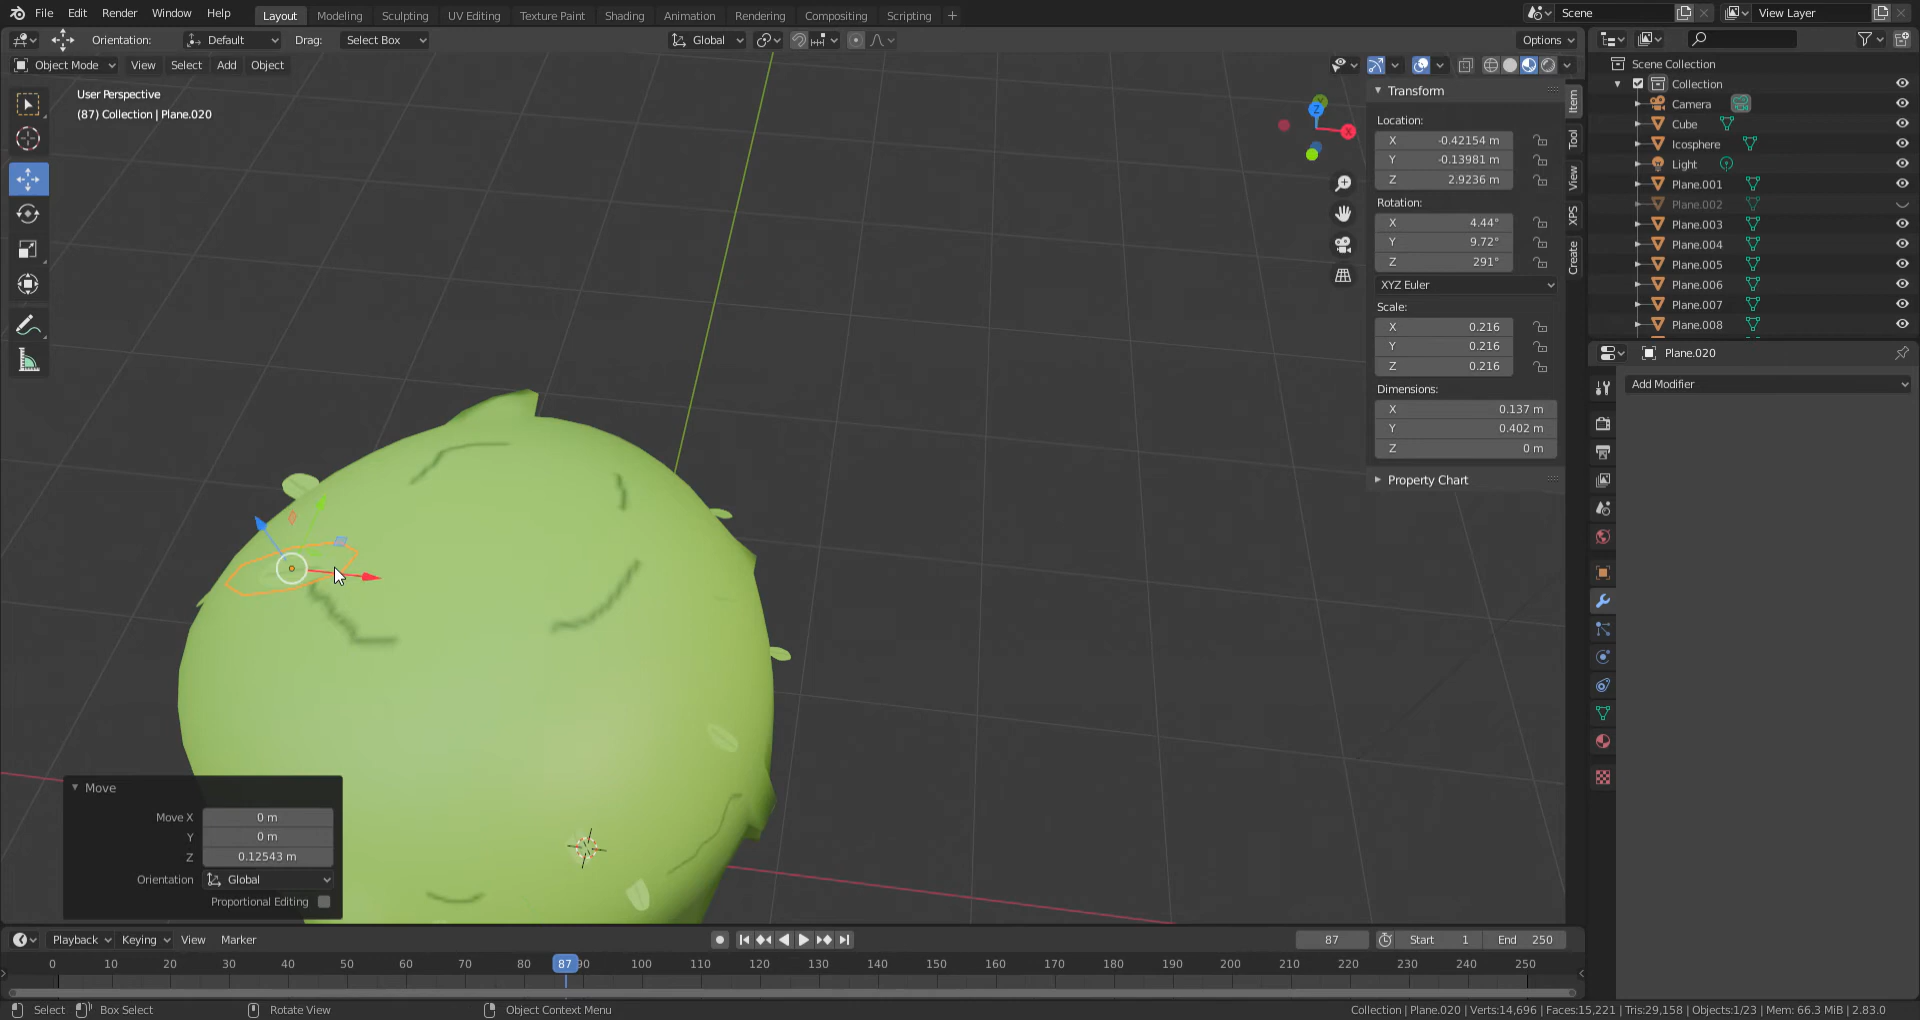 File Edit Render Window Help
Layout Modeling Sculpting UV Editing Texture Paint Shading Animation Rendering Compositing Scripting +
Scene
View Layer
Orientation: Default Drag: Select Box
Global
Options
Object Mode View Select Add Object
User Perspective
(87) Collection | Plane.020
Transform
Location:
X -0.42154 m
Y -0.13981 m
Z 2.9236 m
Rotation:
X 4.44°
Y 9.72°
Z 291°
XYZ Euler
Scale:
X 0.216
Y 0.216
Z 0.216
Dimensions:
X 0.137 m
Y 0.402 m
Z 0 m
Property Chart
Item
Tool
View
XPS
Create
X
Y
Z
Scene Collection
Collection
Camera
Cube
Icosphere
Light
Plane.001
Plane.002
Plane.003
Plane.004
Plane.005
Plane.006
Plane.007
Plane.008
Plane.020
Add Modifier
Move
Move X 0 m
Y 0 m
Z 0.12543 m
Orientation Global
Proportional Editing
Playback Keying View Marker
87 Start 1 End 250
0 10 20 30 40 50 60 70 80 87 90 100 110 120 130 140 150 160 170 180 190 200 210 220 230 240 250
Select Box Select Rotate View Object Context Menu
Collection | Plane.020 | Verts:14,696 | Faces:15,221 | Tris:29,158 | Objects:1/23 | Mem: 66.3 MiB | 2.83.0